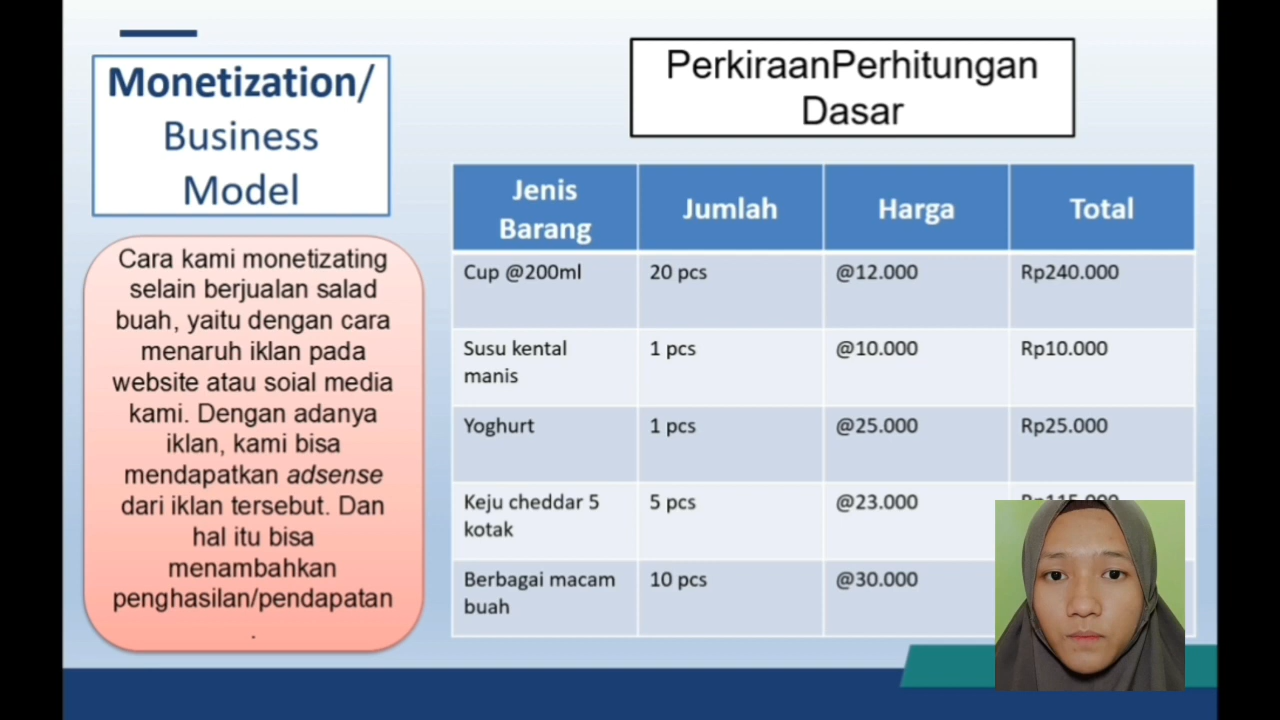 Monetization/
Business
Model
Cara kami monetizating
selain berjualan salad
buah, yaitu dengan cara
menaruh iklan pada
website atau soial media
kami. Dengan adanya
iklan, kami bisa
mendapatkan adsense
dari iklan tersebut. Dan
hal itu bisa
menambahkan
penghasilan/pendapatan
.
PerkiraanPerhitungan
Dasar
Jenis
Barang
Jumlah
Harga
Total
Cup @200ml
20 pcs
@12.000
Rp240.000
Susu kental
manis
1 pcs
@10.000
Rp10.000
Yoghurt
1 pcs
@25.000
Rp25.000
Keju cheddar 5
kotak
5 pcs
@23.000
Berbagai macam
buah
10 pcs
@30.000